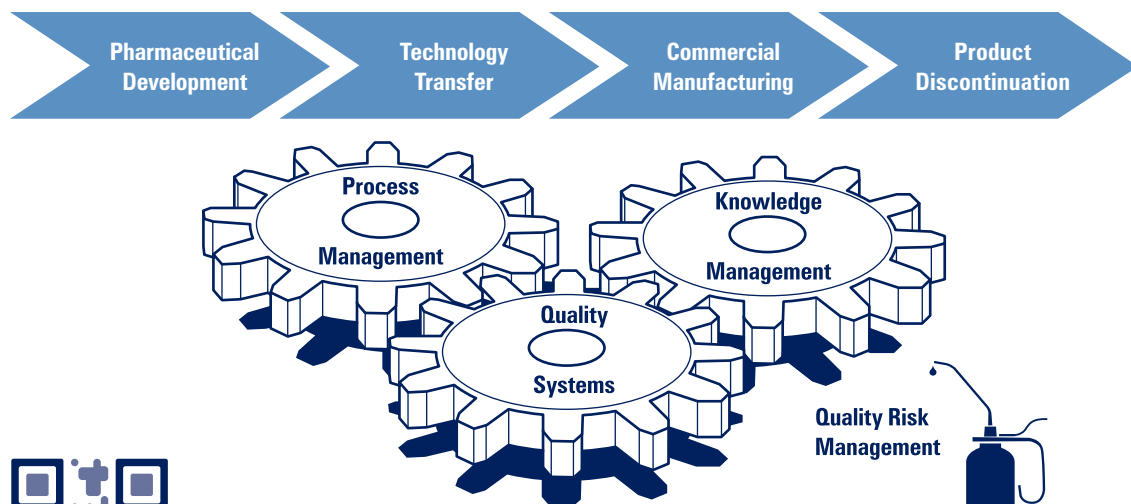 Pharmaceutical
Development
Technology
Transfer
Commercial
Manufacturing
Product
Discontinuation
Process
Management
Knowledge
Management
Quality
Systems
Quality Risk
Management